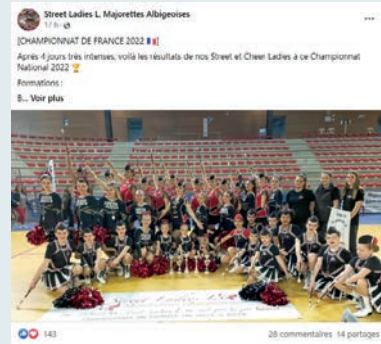 Street Ladies L. Majorettes Albigeoises
17 h
[CHAMPIONNAT DE FRANCE 2022 🇫🇷]
Après 4 jours très intenses, voilà les résultats de nos Street et Cheer Ladies à ce Championnat
National 2022 🏆
Formations :
B... Voir plus
Street Ladies
143
28 commentaires 14 partages